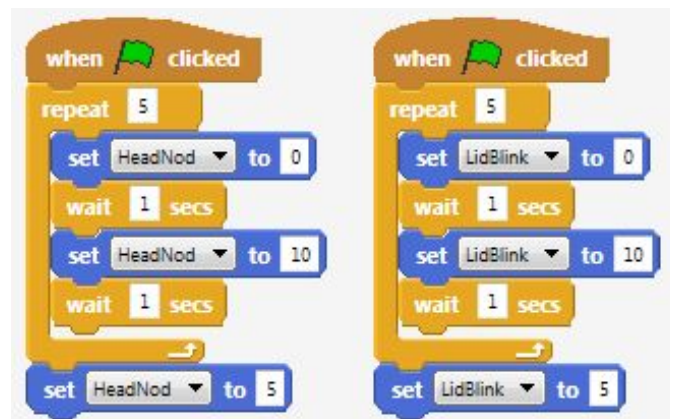 when clicked
repeat 5
set HeadNod to 0
wait 1 secs
set HeadNod to 10
wait 1 secs
set HeadNod to 5
when clicked
repeat 5
set LidBlink to 0
wait 1 secs
set LidBlink to 10
wait 1 secs
set LidBlink to 5